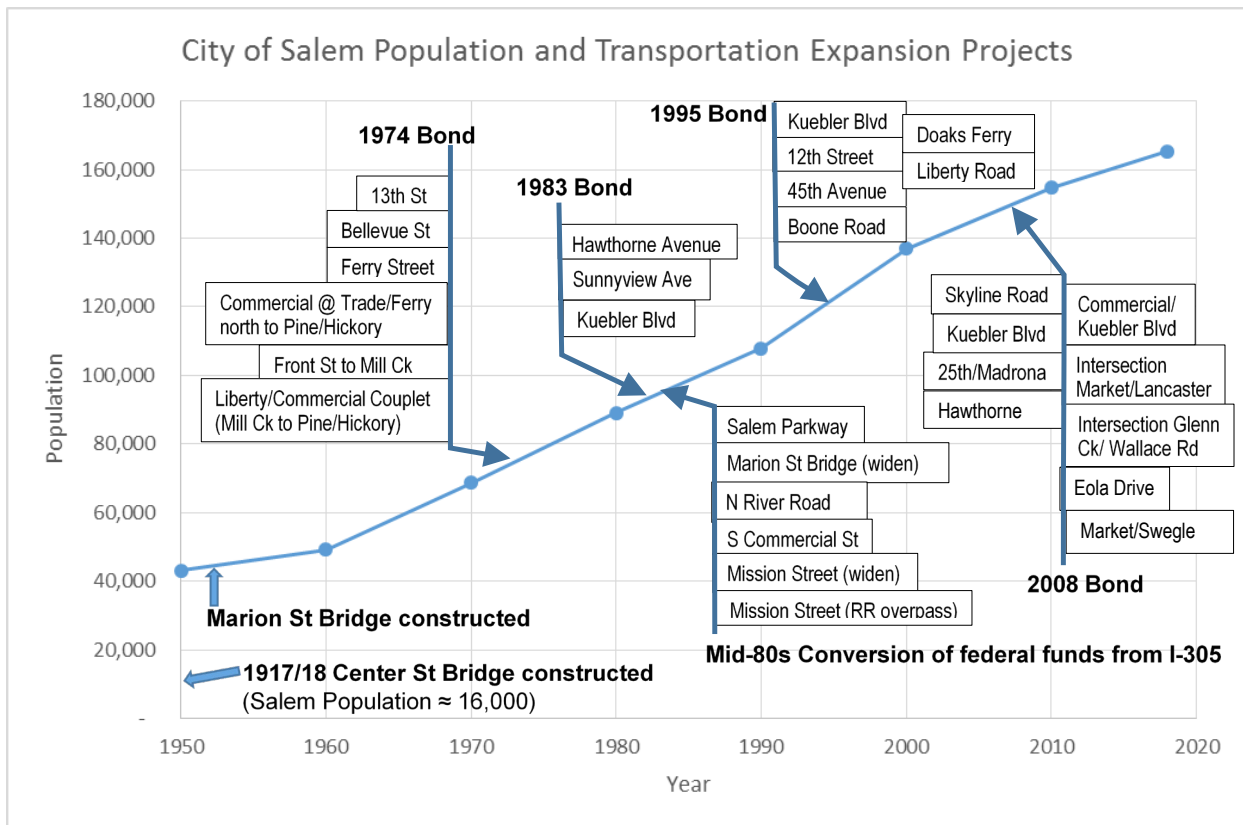 City of Salem Population and Transportation Expansion Projects
180,000
160,000
140,000
120,000
100,000
80,000
60,000
40,000
20,000
-
Population
1974 Bond
13th St
Bellevue St
Ferry Street
Commercial @ Trade/Ferry
north to Pine/Hickory
Front St to Mill Ck
Liberty/Commercial Couplet
(Mill Ck to Pine/Hickory)
1983 Bond
Hawthorne Avenue
Sunnyview Ave
Kuebler Blvd
1995 Bond
Kuebler Blvd
12th Street
45th Avenue
Boone Road
Doaks Ferry
Liberty Road
Skyline Road
Kuebler Blvd
25th/Madrona
Hawthorne
Commercial/
Kuebler Blvd
Intersection
Market/Lancaster
Intersection Glenn
Ck/ Wallace Rd
Eola Drive
Market/Swegle
2008 Bond
Salem Parkway
Marion St Bridge (widen)
N River Road
S Commercial St
Mission Street (widen)
Mission Street (RR overpass)
Mid-80s Conversion of federal funds from I-305
Marion St Bridge constructed
1917/18 Center St Bridge constructed
(Salem Population ≈ 16,000)
1950
1960
1970
1980
1990
2000
2010
2020
Year